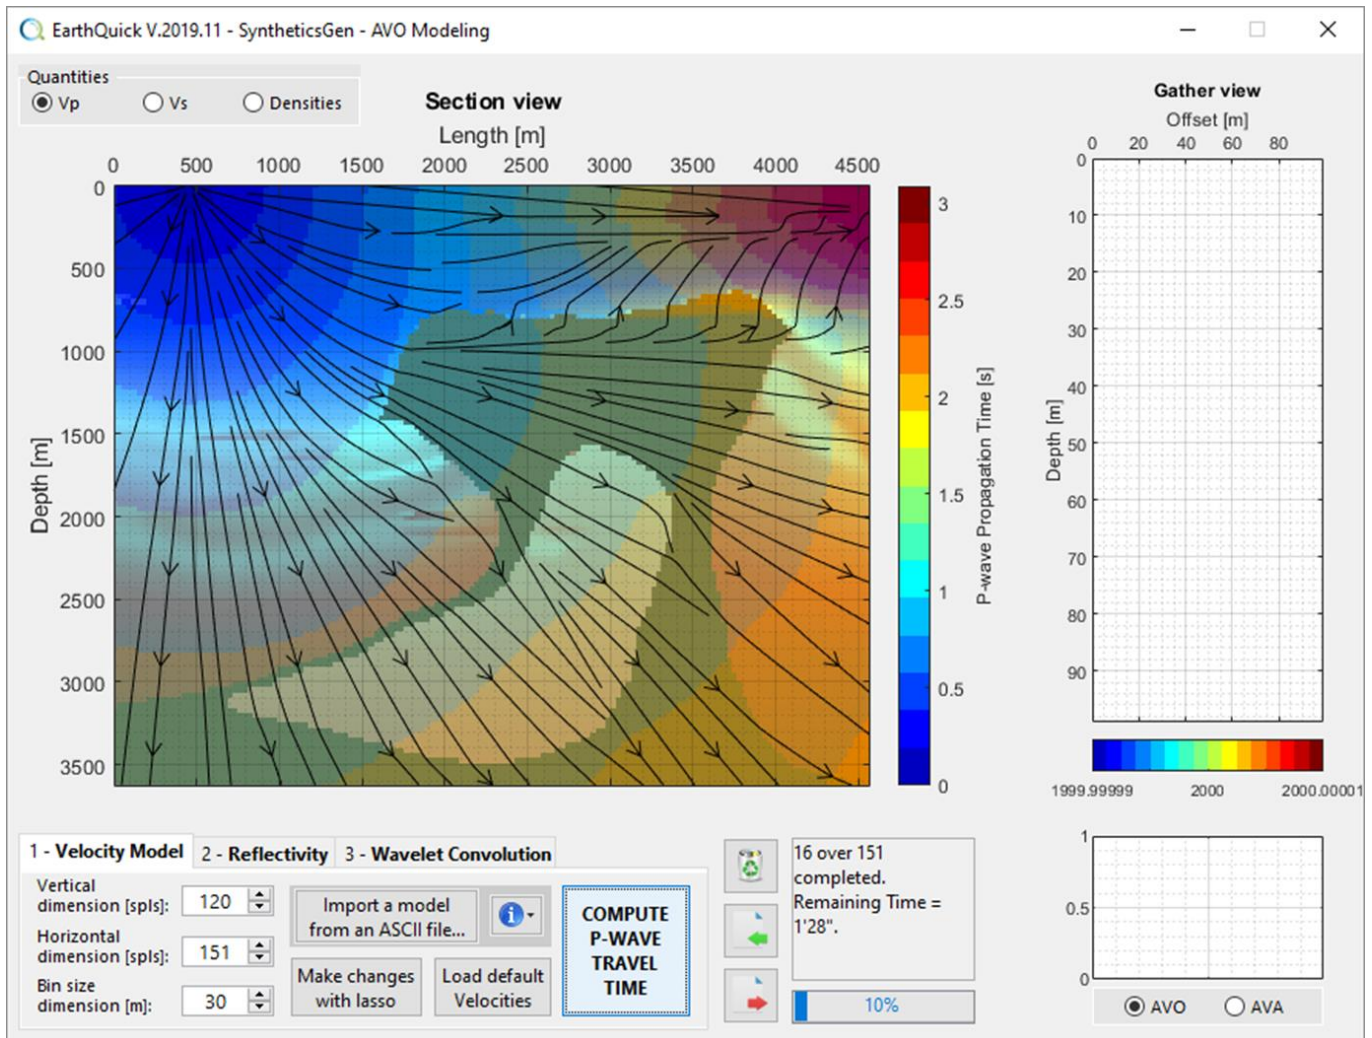 EarthQuick V.2019.11 - SyntheticsGen - AVO Modeling
Quantities
Vp Vs Densities
Section view
Length [m]
0 500 1000 1500 2000 2500 3000 3500 4000 4500
0
500
1000
1500
2000
2500
3000
3500
Depth [m]
3
2.5
2
1.5
1
0.5
0
P-wave Propagation Time [s]
Gather view
Offset [m]
0 20 40 60 80
0
10
20
30
40
50
60
70
80
90
Depth [m]
1999.99999 2000 2000.00001
1 - Velocity Model 2 - Reflectivity 3 - Wavelet Convolution
Vertical
dimension [spls]: 120
Horizontal
dimension [spls]: 151
Bin size
dimension [m]: 30
Import a model
from an ASCII file...
i
Make changes
with lasso
Load default
Velocities
COMPUTE
P-WAVE
TRAVEL
TIME
16 over 151
completed.
Remaining Time =
1'28".
10%
1
0.5
0
AVO AVA